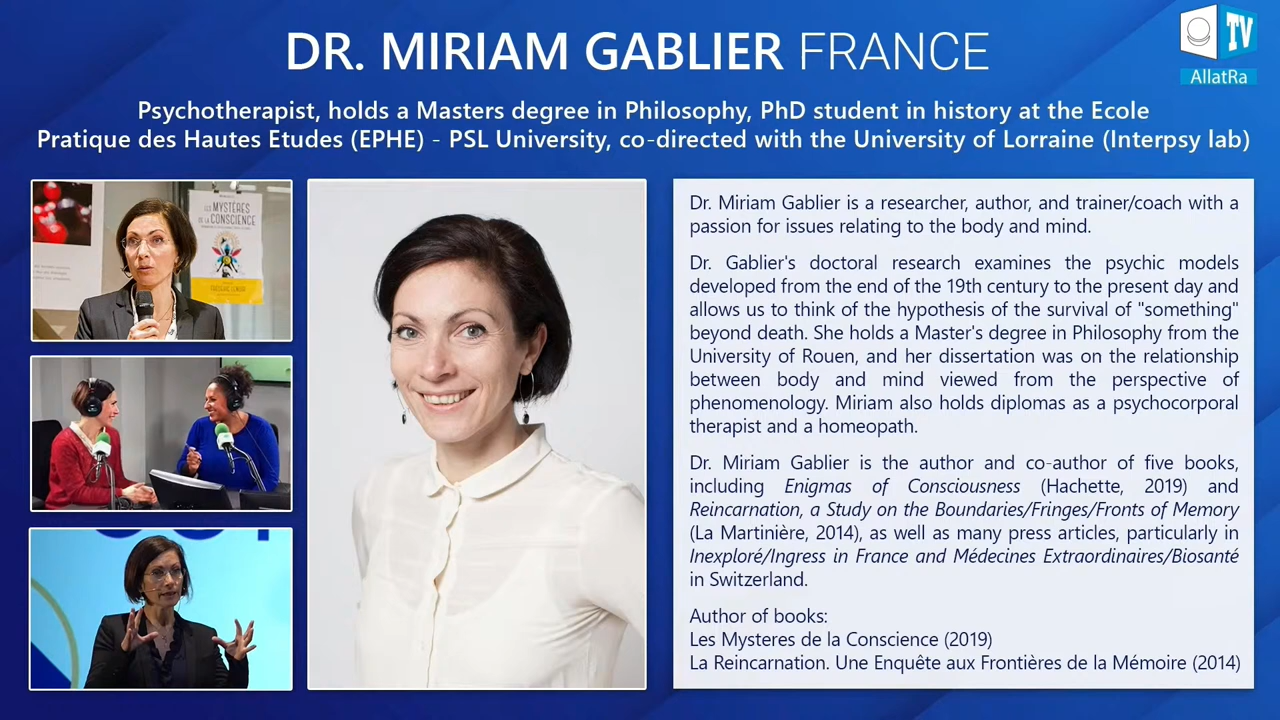 DR. MIRIAM GABLIER FRANCE
TV
AllatRa
Psychotherapist, holds a Masters degree in Philosophy, PhD student in history at the Ecole
Pratique des Hautes Etudes (EPHE) - PSL University, co-directed with the University of Lorraine (Interpsy lab)
LES MYSTÈRES
DE LA CONSCIENCE
Dr. Miriam Gablier is a researcher, author, and trainer/coach with a
passion for issues relating to the body and mind.
Dr. Gablier's doctoral research examines the psychic models
developed from the end of the 19th century to the present day and
allows us to think of the hypothesis of the survival of "something"
beyond death. She holds a Master's degree in Philosophy from the
University of Rouen, and her dissertation was on the relationship
between body and mind viewed from the perspective of
phenomenology. Miriam also holds diplomas as a psychocorporal
therapist and a homeopath.
Dr. Miriam Gablier is the author and co-author of five books,
including Enigmas of Consciousness (Hachette, 2019) and
Reincarnation, a Study on the Boundaries/Fringes/Fronts of Memory
(La Martinière, 2014), as well as many press articles, particularly in
Inexploré/Ingress in France and Médecines Extraordinaires/Biosanté
in Switzerland.
Author of books:
Les Mysteres de la Conscience (2019)
La Reincarnation. Une Enquête aux Frontières de la Mémoire (2014)